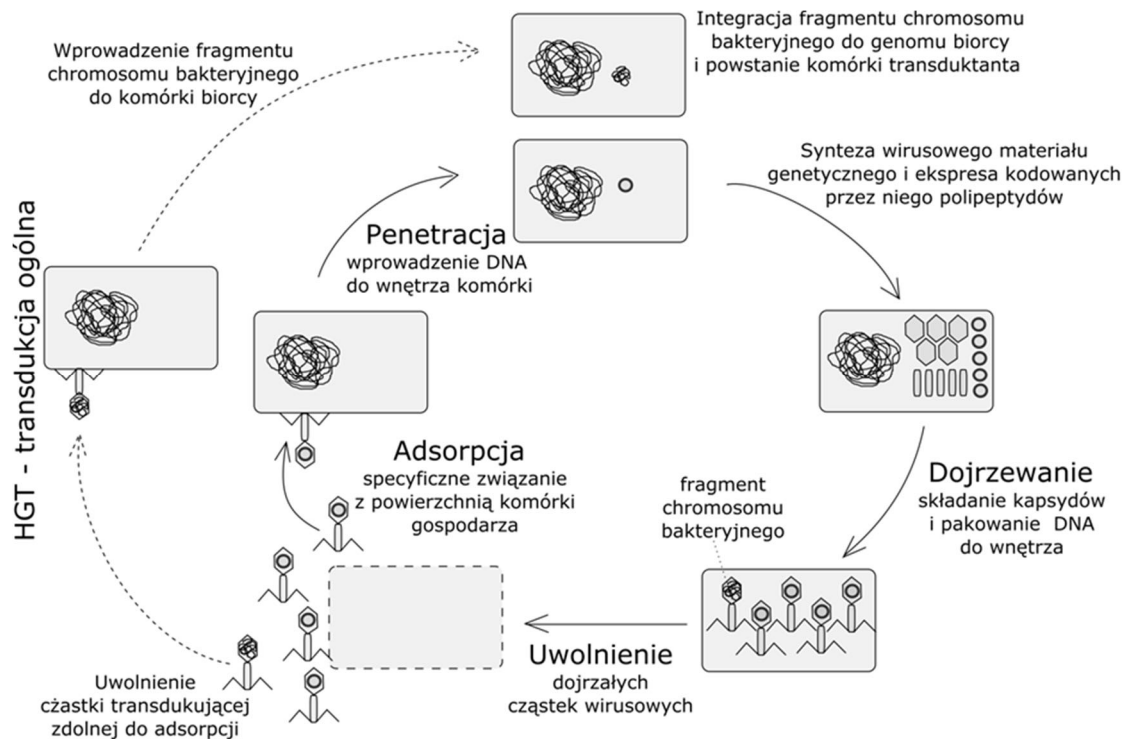 Wprowadzenie fragmentu
chromosomu bakteryjnego
do komórki biorcy
Integracja fragmentu chromosomu
bakteryjnego do genomu biorcy
i powstanie komórki transduktanta
Synteza wirusowego materiału
genetycznego i ekspresa kodowanych
przez niego polipeptydów
Penetracja
wprowadzenie DNA
do wnętrza komórki
HGT - transdukcja ogólna
Adsorpcja
specyficzne związanie
z powierzchnią komórki
gospodarza
fragment
chromosomu
bakteryjnego
Dojrzewanie
składanie kapsydów
i pakowanie DNA
do wnętrza
Uwolnienie
dojrzałych
cząstek wirusowych
Uwolnienie
cżastki transdukującej
zdolnej do adsorpcji